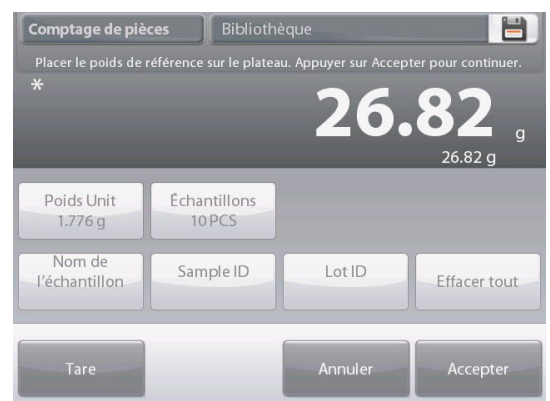 Comptage de pièces
Bibliothèque
Placer le poids de référence sur le plateau. Appuyer sur Accepter pour continuer.
*
26.82 g
26.82 g
Poids Unit
1.776 g
Échantillons
10 PCS
Nom de
l'échantillon
Sample ID
Lot ID
Effacer tout
Tare
Annuler
Accepter